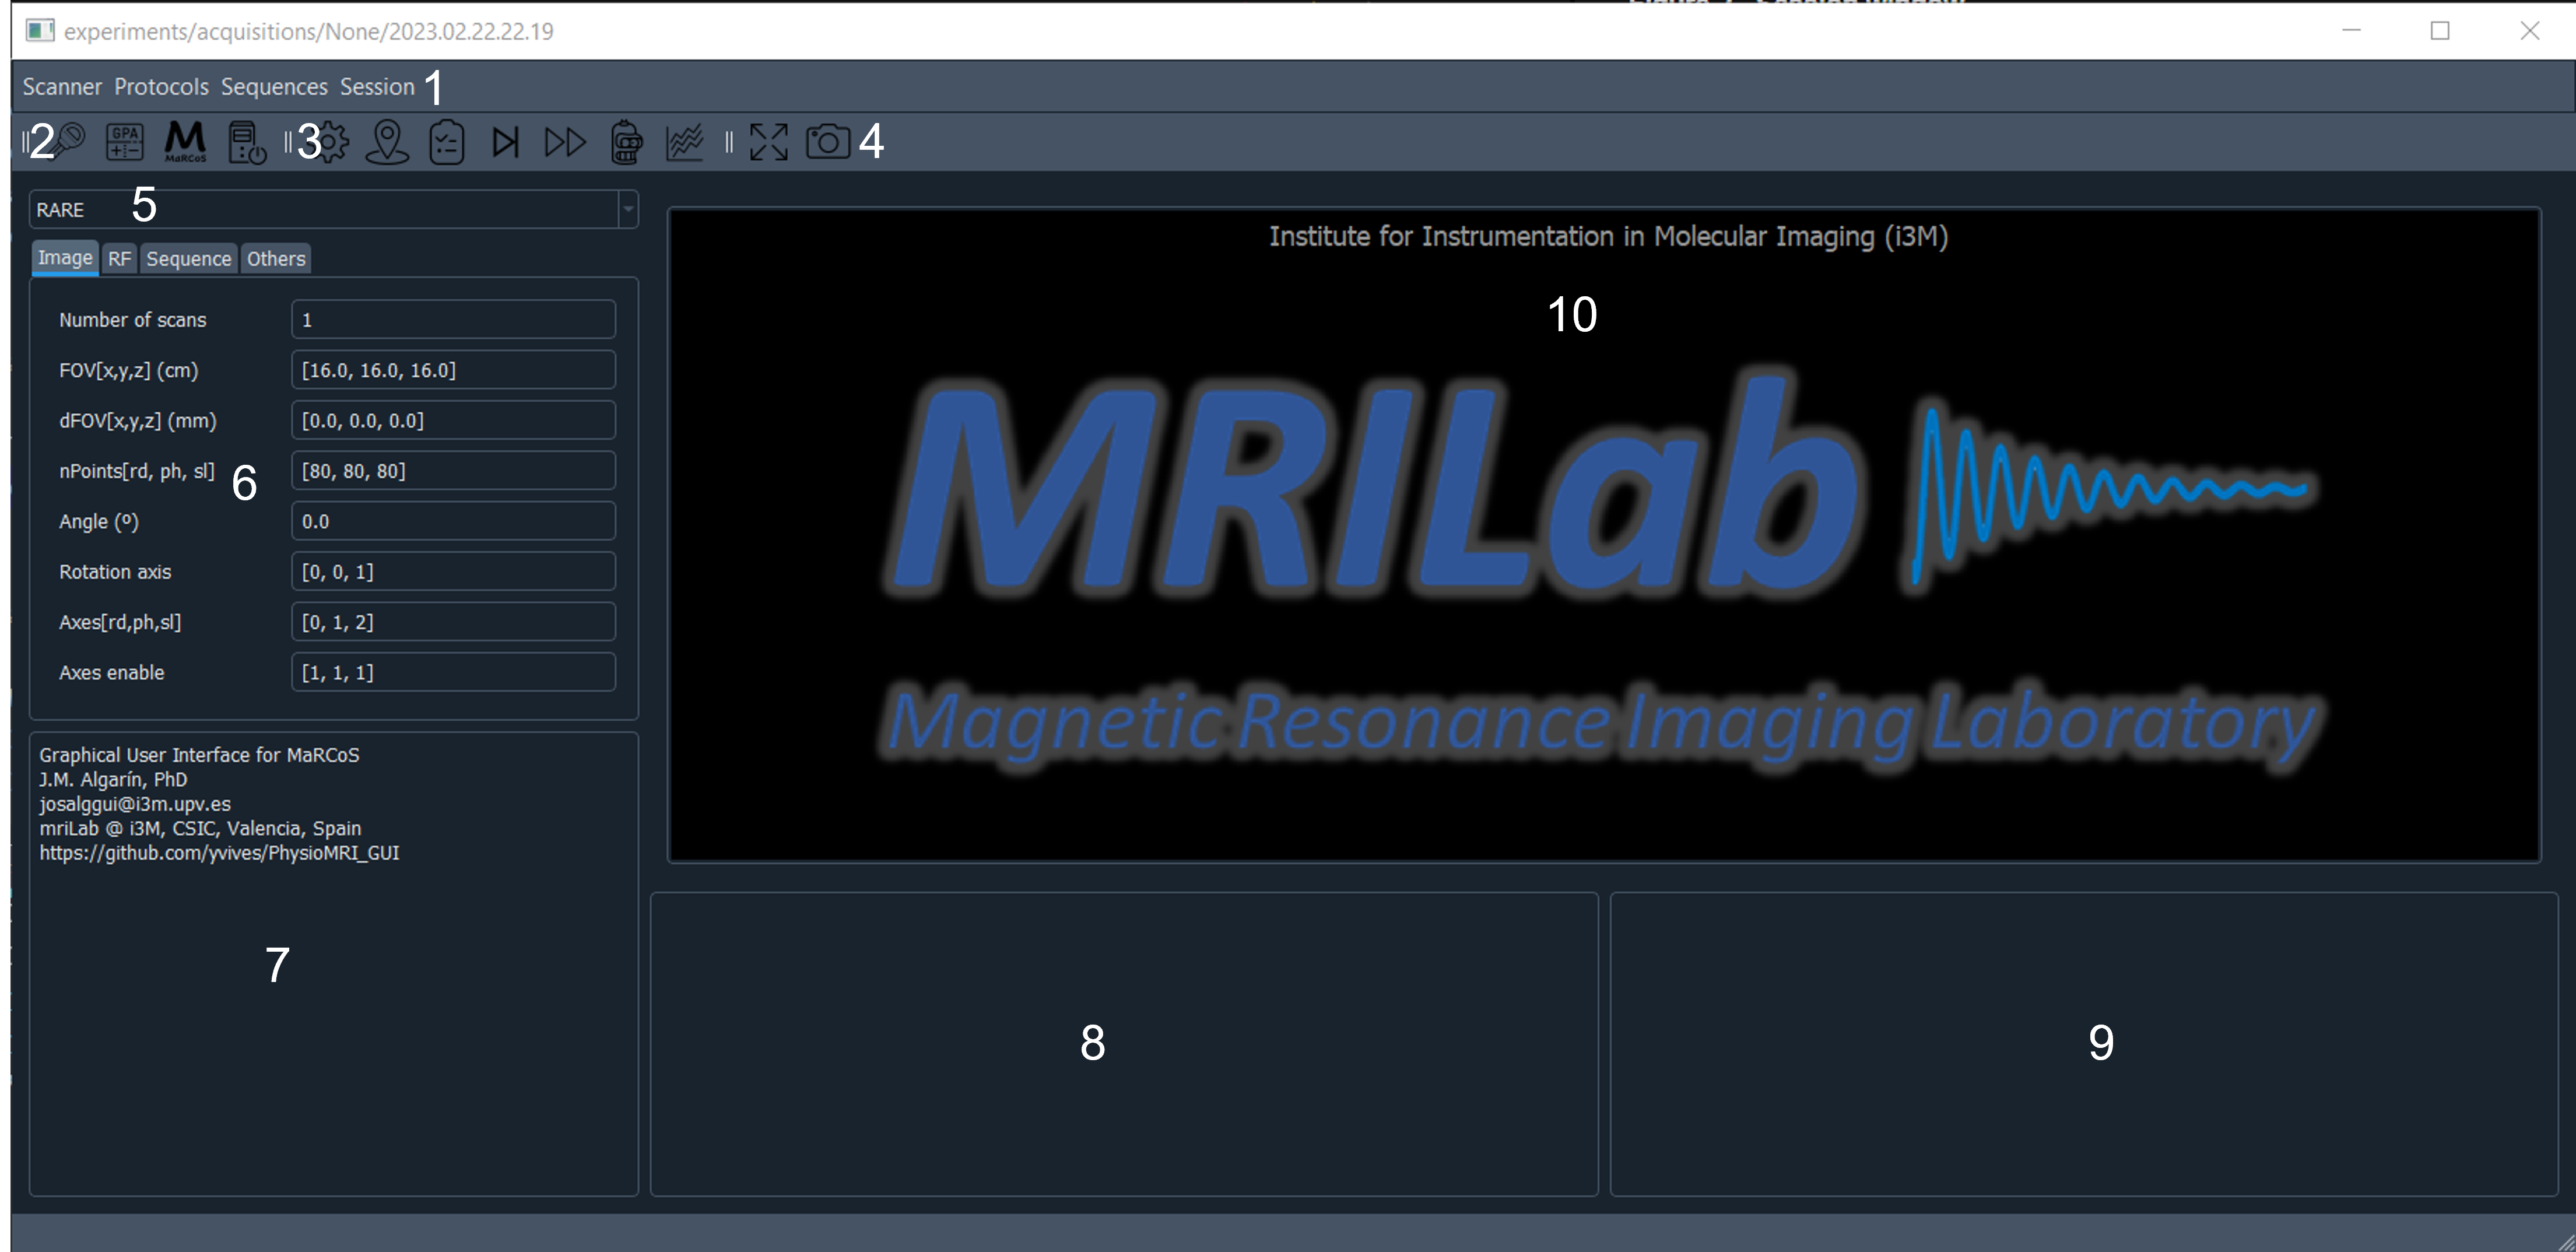 experiments/acquisitions/None/2023.02.22.22.19
Scanner Protocols Sequences Session 1
2 GPA MaRCoS 3 4
RARE 5
Image RF Sequence Others
Number of scans 1
FOV[x,y,z] (cm) [16.0, 16.0, 16.0]
dFOV[x,y,z] (mm) [0.0, 0.0, 0.0]
nPoints[rd, ph, sl] 6 [80, 80, 80]
Angle (º) 0.0
Rotation axis [0, 0, 1]
Axes[rd,ph,sl] [0, 1, 2]
Axes enable [1, 1, 1]
Graphical User Interface for MaRCoS
J.M. Algarín, PhD
josalggui@i3m.upv.es
mriLab @ i3M, CSIC, Valencia, Spain
https://github.com/yvives/PhysioMRI_GUI
7
Institute for Instrumentation in Molecular Imaging (i3M)
10
MRILab
Magnetic Resonance Imaging Laboratory
8
9